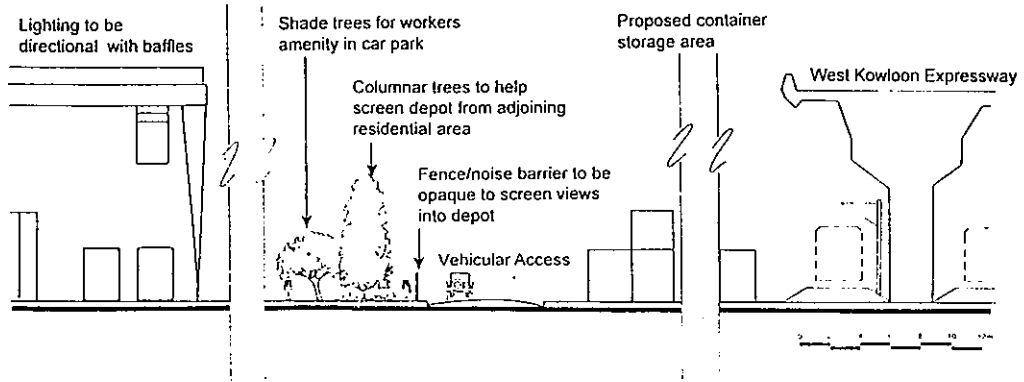 Lighting to be
directional with baffles
Shade trees for workers
amenity in car park
Columnar trees to help
screen depot from adjoining
residential area
Fence/noise barrier to be
opaque to screen views
into depot
Vehicular Access
Proposed container
storage area
West Kowloon Expressway